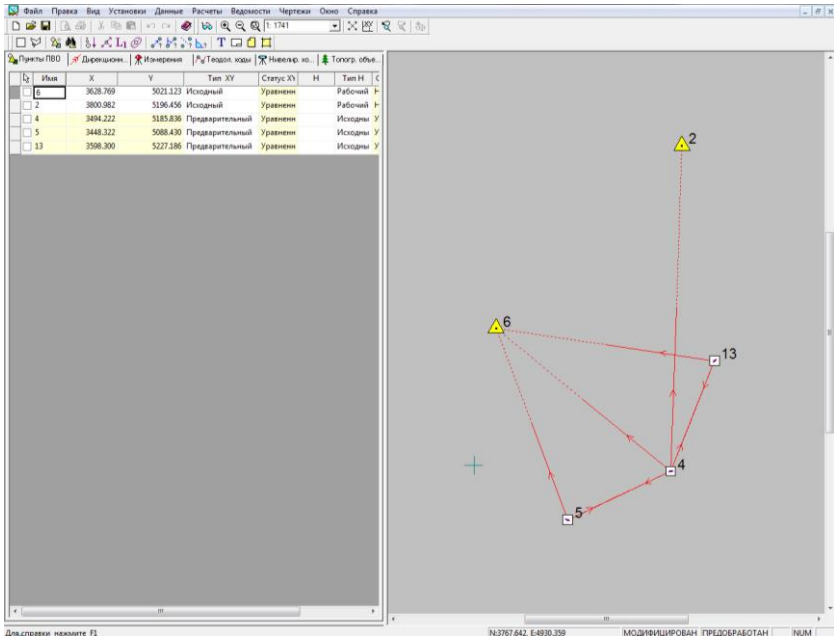 Файл Правка Вид Установки Данные Расчеты Ведомости Чертежи Окно Справка
1: 1741
Пункты ПВО Дирекционн... Измерения Теодол. ходы Нивелир. хо... Топогр. объе...
Имя X Y Тип XY Статус XY H Тип H
6 3628.769 5021.123 Исходный Уравненн Рабочий
2 3800.982 5196.456 Исходный Уравненн Рабочий
4 3494.222 5185.836 Предварительный Уравненн Исходны У
5 3448.322 5088.430 Предварительный Уравненн Исходны У
13 3598.300 5227.186 Предварительный Уравненн Исходны У
2
6
13
4
5
Для справки нажмите F1 N:3767.642, E:4930.359 МОДИФИЦИРОВАН ПРЕДОБРАБОТАН NUM